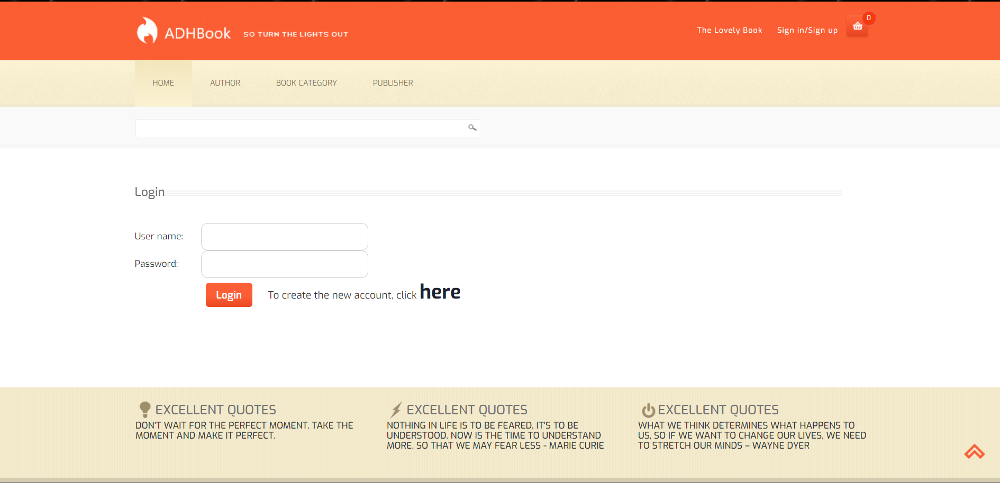 ADHBook SO TURN THE LIGHTS OUT
The Lovely Book Sign in/Sign up 0
HOME AUTHOR BOOK CATEGORY PUBLISHER
Login
User name:
Password:
Login To create the new account, click here
EXCELLENT QUOTES
DON'T WAIT FOR THE PERFECT MOMENT, TAKE THE
MOMENT AND MAKE IT PERFECT.
EXCELLENT QUOTES
NOTHING IN LIFE IS TO BE FEARED, IT'S TO BE
UNDERSTOOD. NOW IS THE TIME TO UNDERSTAND
MORE, SO THAT WE MAY FEAR LESS - MARIE CURIE
EXCELLENT QUOTES
WHAT WE THINK DETERMINES WHAT HAPPENS TO
US, SO IF WE WANT TO CHANGE OUR LIVES, WE NEED
TO STRETCH OUR MINDS – WAYNE DYER